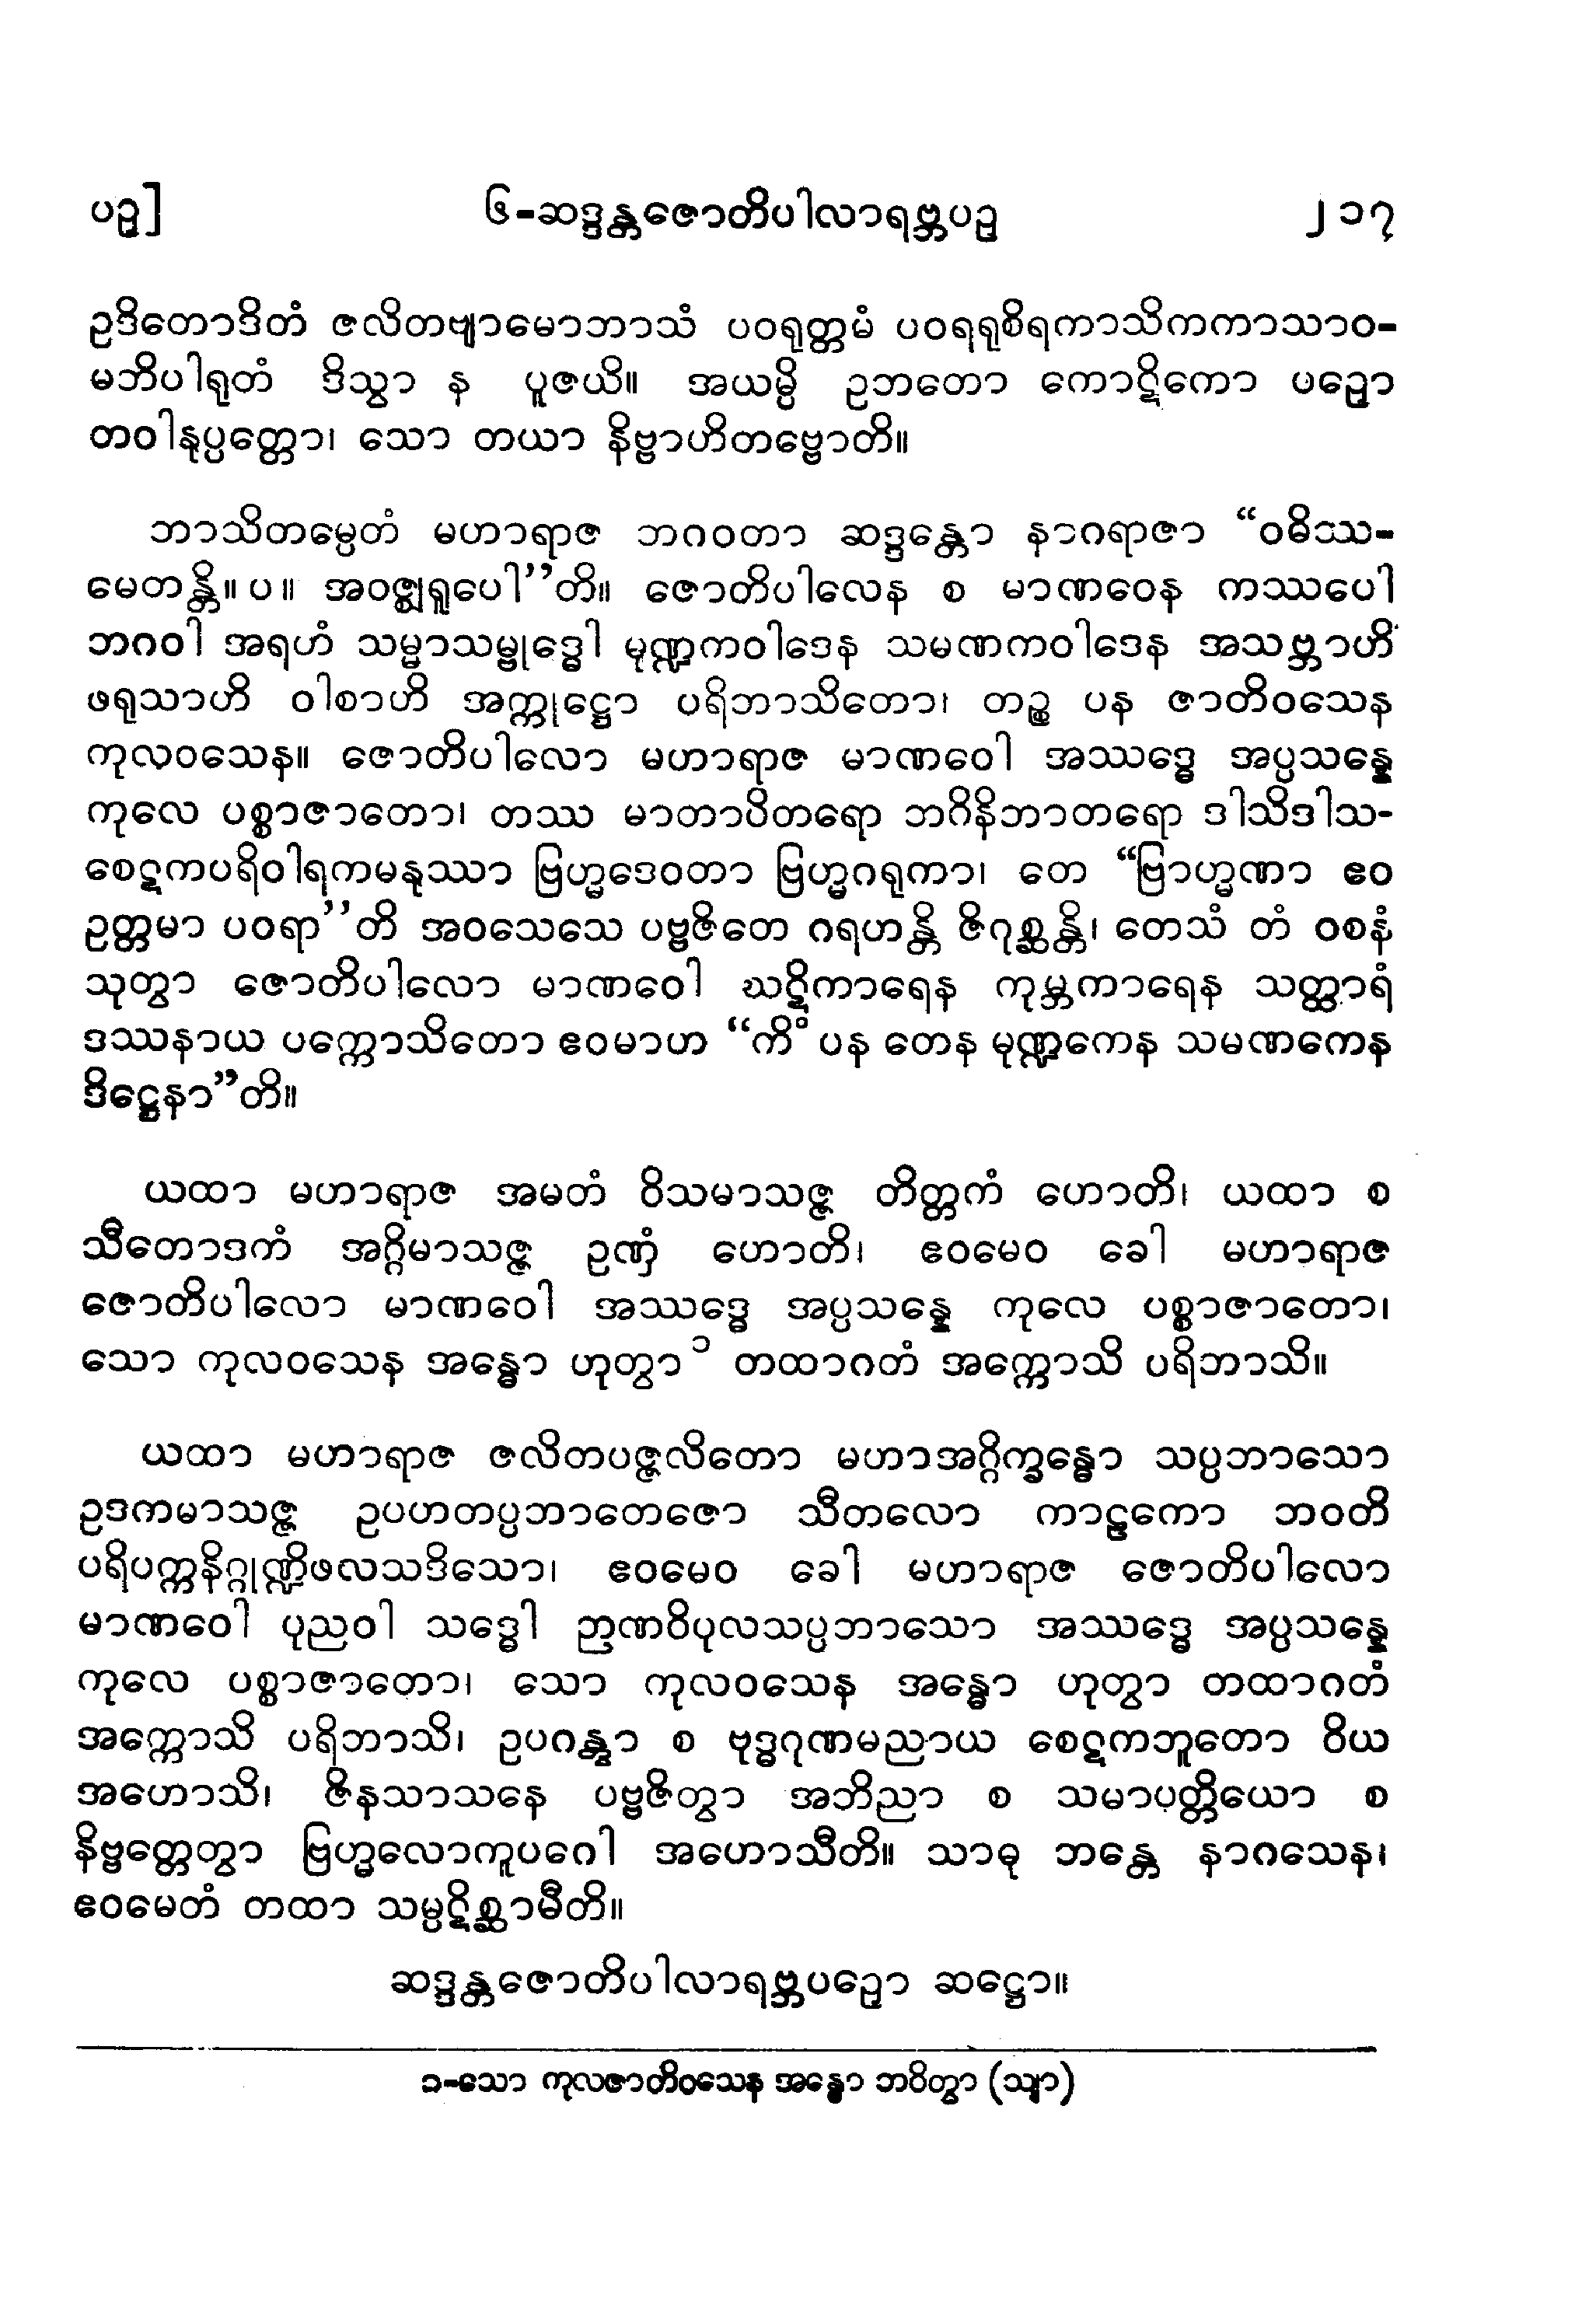 ပဥှ]
၆-ဆဒ္ဒန္တဇောတိပါလာရဗ္ဘပဥှ
၂၁၇
ဥဒိတောဒိတံ ဇလိတဗျာမောဘာသံ ပဝရုတ္တမံ ပဝရရုစိရကာသိကကာသာဝ-
မဘိပါရုတံ ဒိသွာ န ပူဇယိ။ အယမ္ပိ ဥဘတော ကောဋိကော ပဉှော
တဝါနုပ္ပတ္တော၊ သော တယာ နိဗ္ဗာဟိတဗ္ဗောတိ။
ဘာသိတမ္ပေတံ မဟာရာဇ ဘဂဝတာ ဆဒ္ဒန္တော နာဂရာဇာ “ဝဓိဿ-
မေတန္တိ။ ပ။ အဝဇ္ဈရူပေါ”တိ။ ဇောတိပါလေန စ မာဏဝေန ကဿပေါ
ဘဂဝါ အရဟံ သမ္မာသမ္ဗုဒ္ဓေါ မုဏ္ဍကဝါဒေန သမဏကဝါဒေန အသဗ္ဘာဟိ
ဖရုသာဟိ ဝါစာဟိ အက္ကုဋ္ဌော ပရိဘာသိတော၊ တဉ္စ ပန ဇာတိဝသေန
ကုလဝသေန။ ဇောတိပါလော မဟာရာဇ မာဏဝေါ အဿဒ္ဓေ အပ္ပသန္နေ
ကုလေ ပစ္စာဇာတော၊ တဿ မာတာပိတရော ဘဂိနိဘာတရော ဒါသိဒါသ-
စေဋကပရိဝါရကမနုဿာ ဗြဟ္မဒေဝတာ ဗြဟ္မဂရုကာ၊ တေ “ဗြာဟ္မဏာ ဧဝ
ဥတ္တမာ ပဝရာ”တိ အဝသေသေ ပဗ္ဗဇိတေ ဂရဟန္တိ ဇိဂုစ္ဆန္တိ၊ တေသံ တံ ဝစနံ
သုတွာ ဇောတိပါလော မာဏဝေါ ဃဋိကာရေန ကုမ္ဘကာရေန သတ္ထာရံ
ဒဿနာယ ပက္ကောသိတော ဧဝမာဟ “ကိံ ပန တေန မုဏ္ဍကေန သမဏကေန
ဒိဋ္ဌေနာ”တိ။
ယထာ မဟာရာဇ အမတံ ဝိသမာသဇ္ဇ တိတ္တကံ ဟောတိ၊ ယထာ စ
သီတောဒကံ အဂ္ဂိမာသဇ္ဇ ဥဏှံ ဟောတိ၊ ဧဝမေဝ ခေါ မဟာရာဇ
ဇောတိပါလော မာဏဝေါ အဿဒ္ဓေ အပ္ပသန္နေ ကုလေ ပစ္စာဇာတော၊
သော ကုလဝသေန အန္ဓော ဟုတွာ ၁ တထာဂတံ အက္ကောသိ ပရိဘာသိ။
ယထာ မဟာရာဇ ဇလိတပဇ္ဇလိတော မဟာအဂ္ဂိက္ခန္ဓော သပ္ပဘာသော
ဥဒကမာသဇ္ဇ ဥပဟတပ္ပဘာတေဇော သီတလော ကာဠကော ဘဝတိ
ပရိပက္ကနိဂ္ဂုဏ္ဍိဖလသဒိသော၊ ဧဝမေဝ ခေါ မဟာရာဇ ဇောတိပါလော
မာဏဝေါ ပုညဝါ သဒ္ဓေါ ဉာဏဝိပုလသပ္ပဘာသော အဿဒ္ဓေ အပ္ပသန္နေ
ကုလေ ပစ္စာဇာတော၊ သော ကုလဝသေန အန္ဓော ဟုတွာ တထာဂတံ
အက္ကောသိ ပရိဘာသိ၊ ဥပဂန္တွာ စ ဗုဒ္ဓဂုဏမညာယ စေဋကဘူတော ဝိယ
အဟောသိ၊ ဇိနသာသနေ ပဗ္ဗဇိတွာ အဘိညာ စ သမာပတ္တိယော စ
နိဗ္ဗတ္တေတွာ ဗြဟ္မလောကူပဂေါ အဟောသီတိ။ သာဓု ဘန္တေ နာဂသေန၊
ဧဝမေတံ တထာ သမ္ပဋိစ္ဆာမီတိ။
ဆဒ္ဒန္တဇောတိပါလာရဗ္ဘပဉှော ဆဋ္ဌော။
၁-သော ကုလဇာတိဝသေန အန္ဓော ဘဝိတွာ (သျာ)